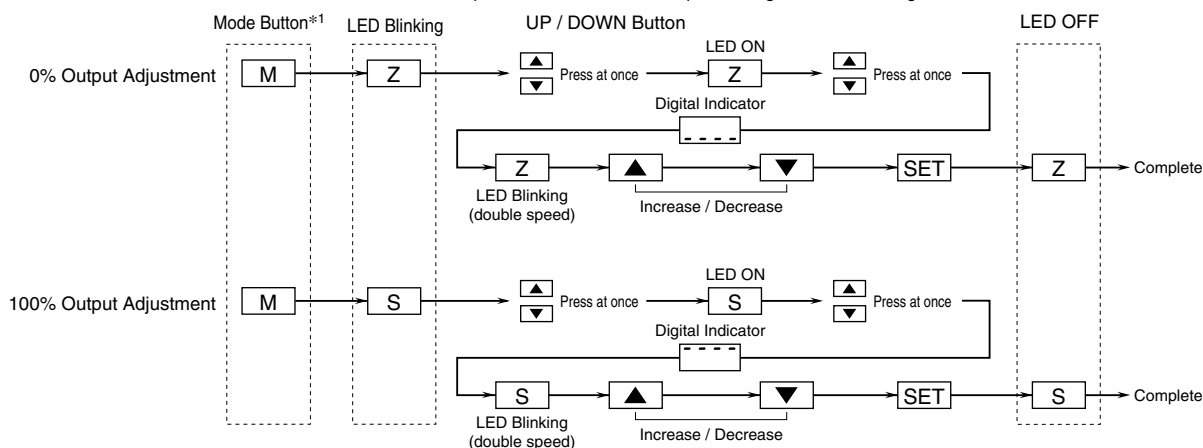 Mode Button*1 LED Blinking UP / DOWN Button LED OFF
0% Output Adjustment M Z ▲ ▼ Press at once LED ON Z ▲ ▼ Press at once
Digital Indicator
Z ▲ ▼ SET Z Complete
LED Blinking
(double speed)
Increase / Decrease
100% Output Adjustment M S ▲ ▼ Press at once LED ON S ▲ ▼ Press at once
Digital Indicator
S ▲ ▼ SET S Complete
LED Blinking
(double speed)
Increase / Decrease